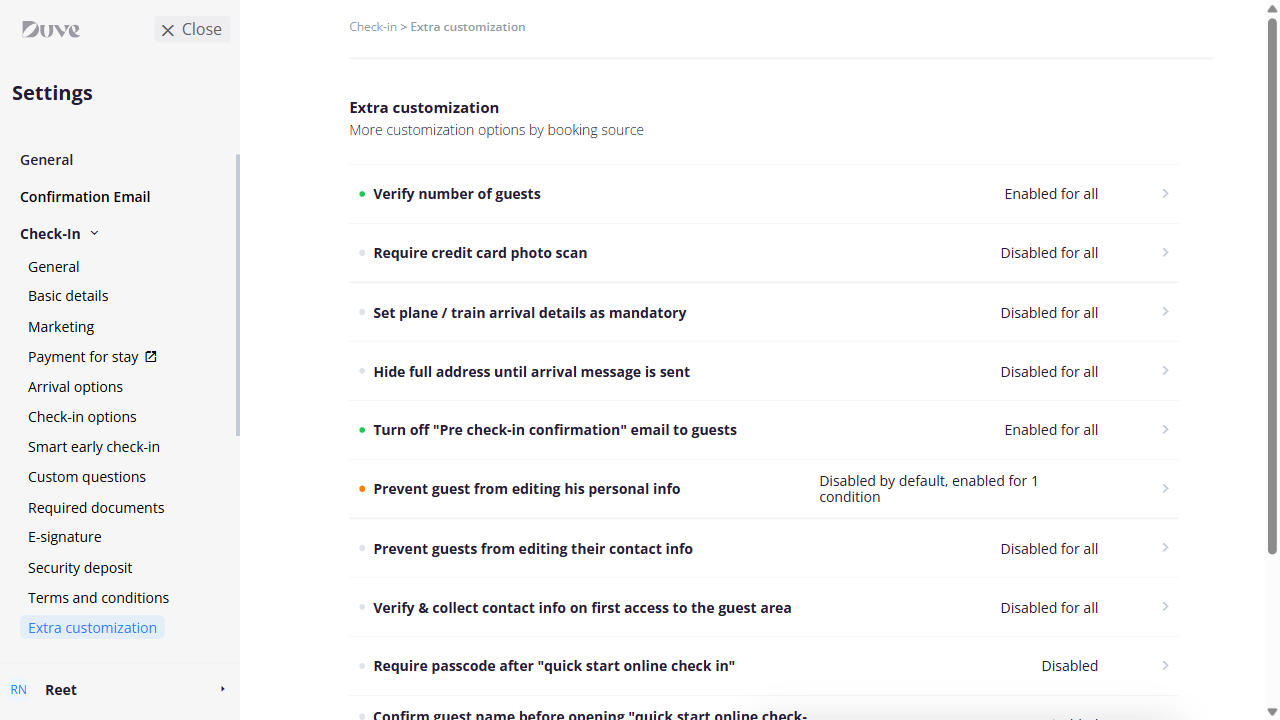 Duve
Close
Settings
General
Confirmation Email
Check-In
General
Basic details
Marketing
Payment for stay
Arrival options
Check-in options
Smart early check-in
Custom questions
Required documents
E-signature
Security deposit
Terms and conditions
Extra customization
RN Reet
Check-in > Extra customization
Extra customization
More customization options by booking source
Verify number of guests Enabled for all
Require credit card photo scan Disabled for all
Set plane / train arrival details as mandatory Disabled for all
Hide full address until arrival message is sent Disabled for all
Turn off "Pre check-in confirmation" email to guests Enabled for all
Prevent guest from editing his personal info Disabled by default, enabled for 1
condition
Prevent guests from editing their contact info Disabled for all
Verify & collect contact info on first access to the guest area Disabled for all
Require passcode after "quick start online check in" Disabled
Confirm guest name before opening "quick start online check-